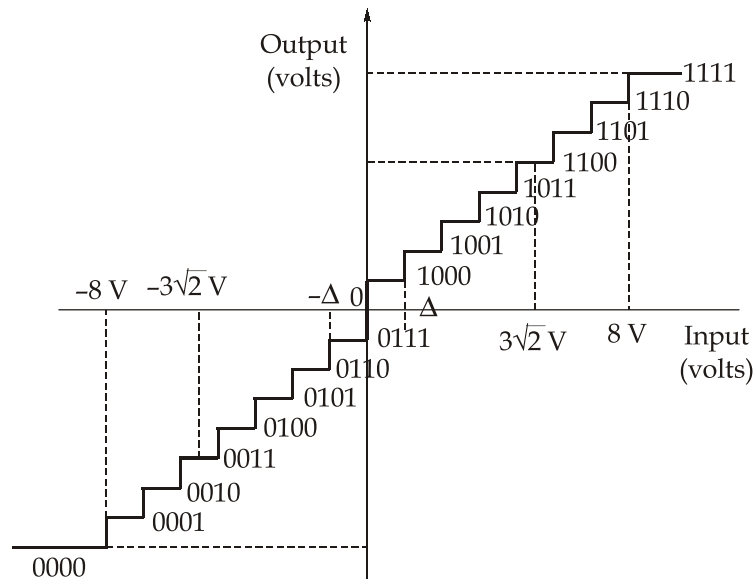 Output
(volts)
1111
1110
1101
1100
1011
1010
1001
1000
–8 V
–3√2 V
–Δ
0
Δ
3√2 V
8 V
Input
(volts)
0111
0110
0101
0100
0011
0010
0001
0000